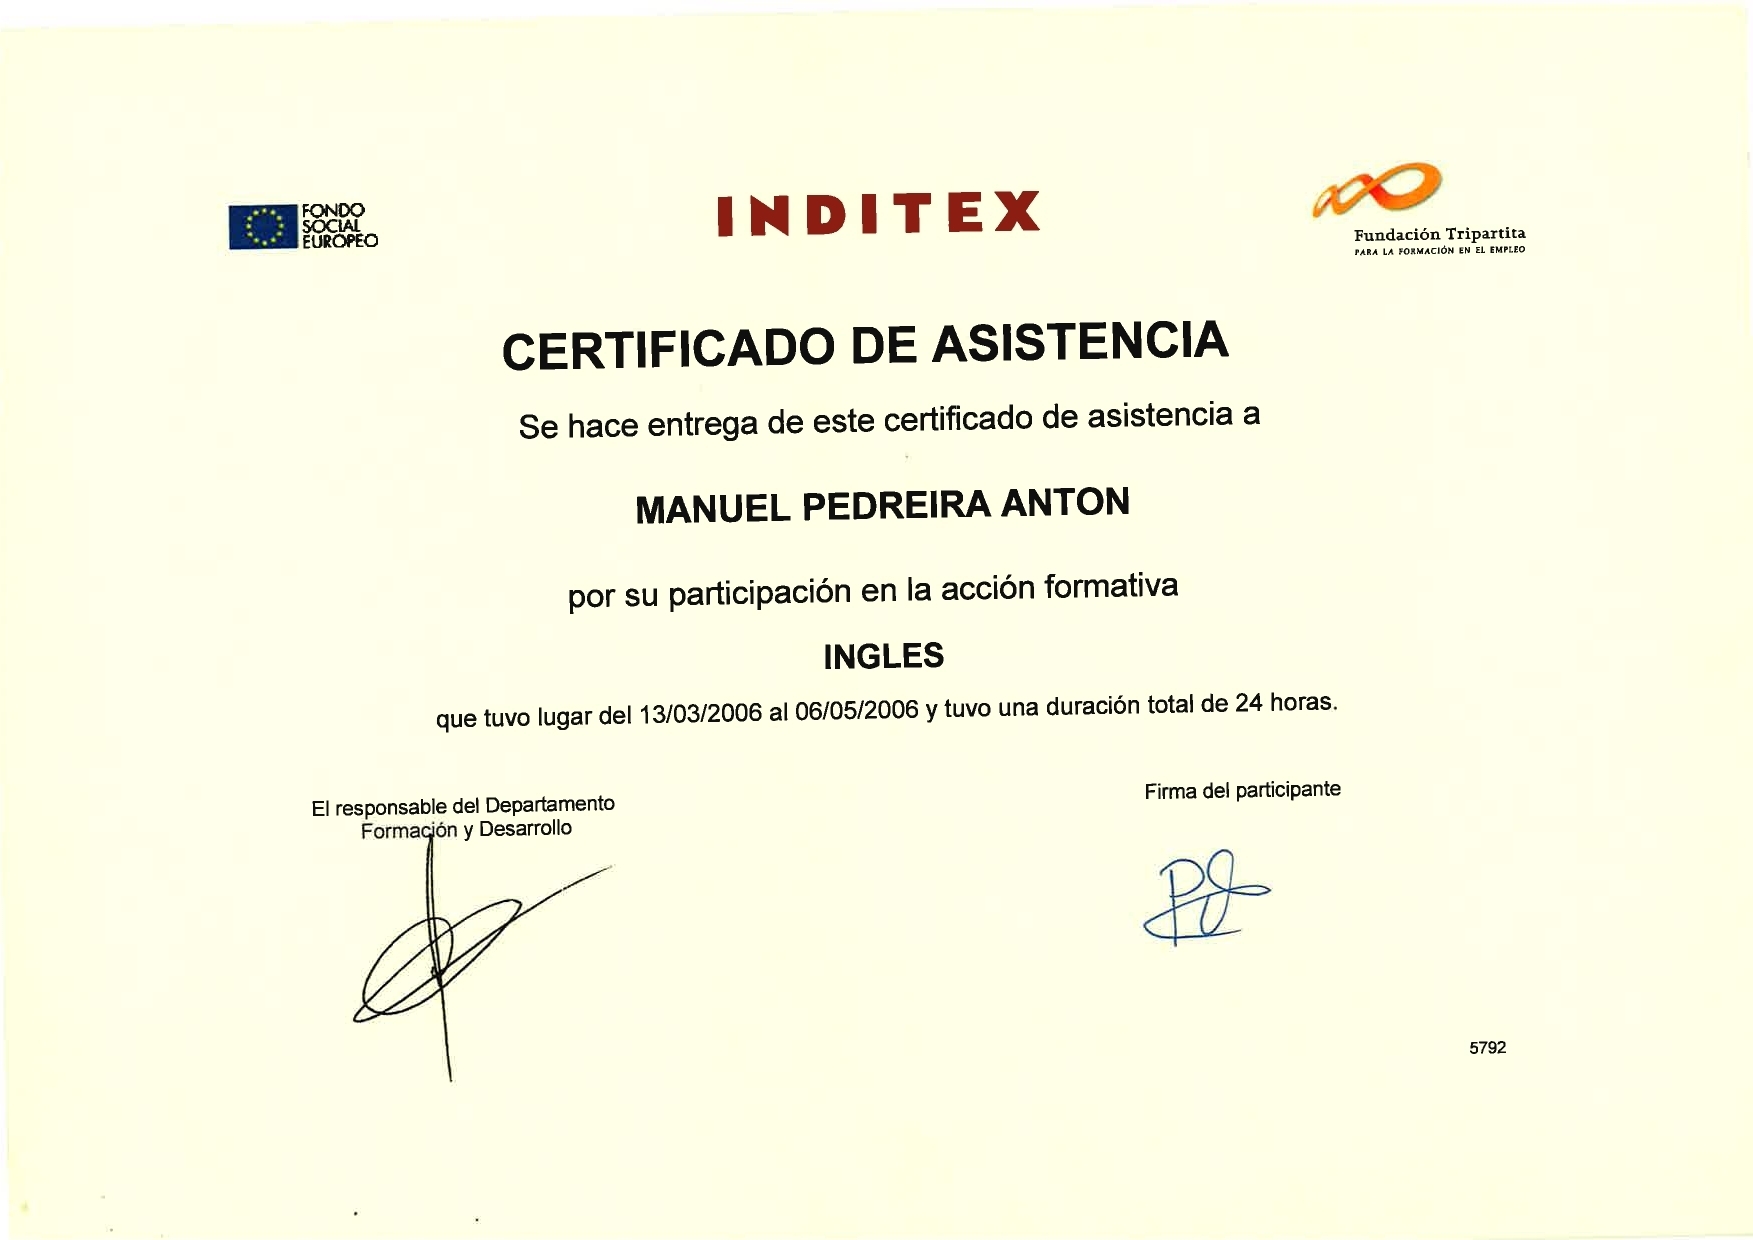 FONDO
SOCIAL
EUROPEO
INDITEX
Fundación Tripartita
PARA LA FORMACIÓN EN EL EMPLEO
CERTIFICADO DE ASISTENCIA
Se hace entrega de este certificado de asistencia a
MANUEL PEDREIRA ANTON
por su participación en la acción formativa
INGLES
que tuvo lugar del 13/03/2006 al 06/05/2006 y tuvo una duración total de 24 horas.
El responsable del Departamento
Formación y Desarrollo
Firma del participante
5792